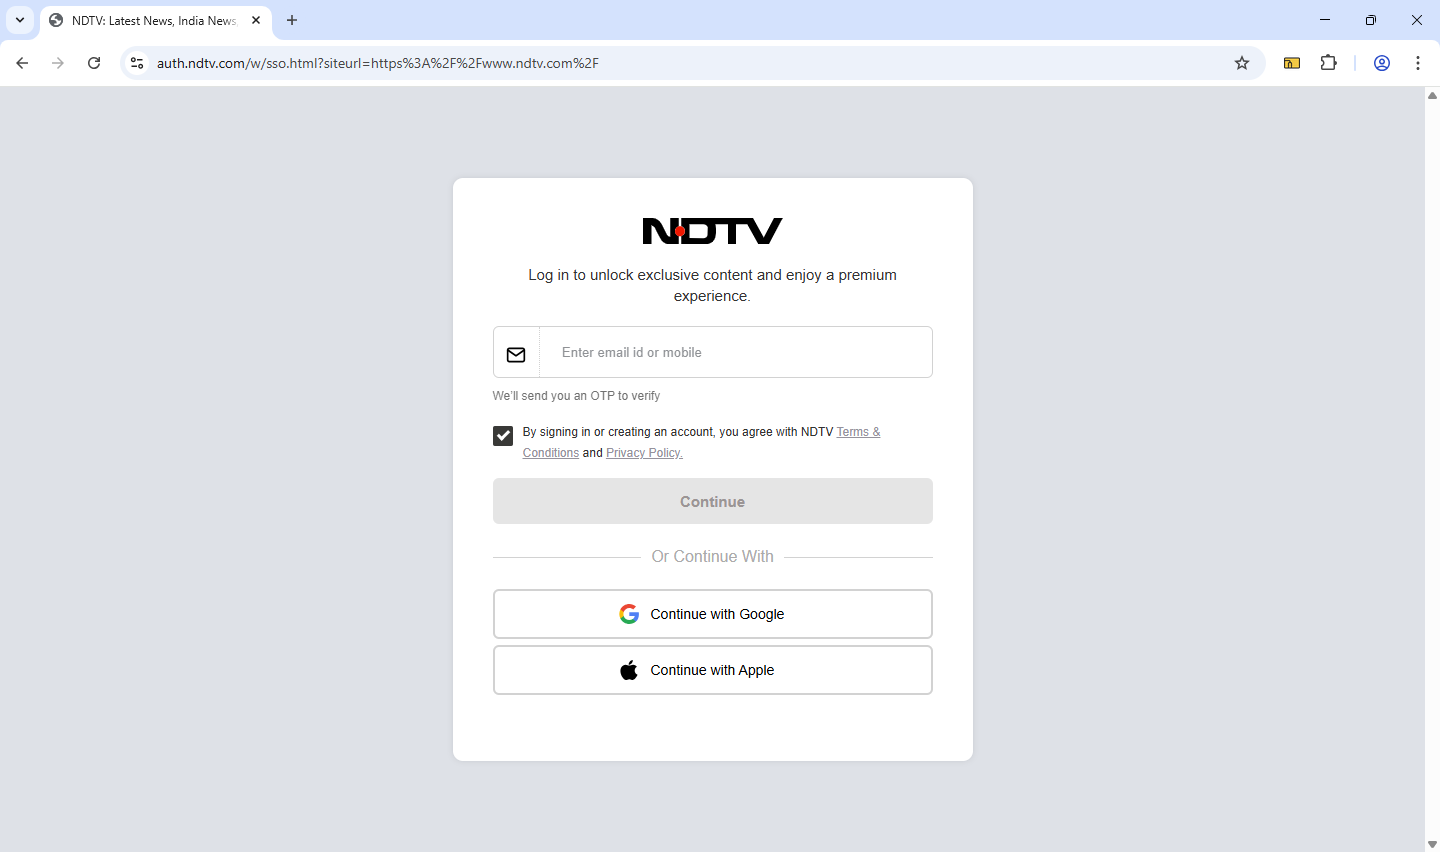 NDTV: Latest News, India News
auth.ndtv.com/w/sso.html?siteurl=https%3A%2F%2Fwww.ndtv.com%2F
NDTV
Log in to unlock exclusive content and enjoy a premium
experience.
Enter email id or mobile
We'll send you an OTP to verify
By signing in or creating an account, you agree with NDTV Terms &
Conditions and Privacy Policy.
Continue
Or Continue With
Continue with Google
Continue with Apple